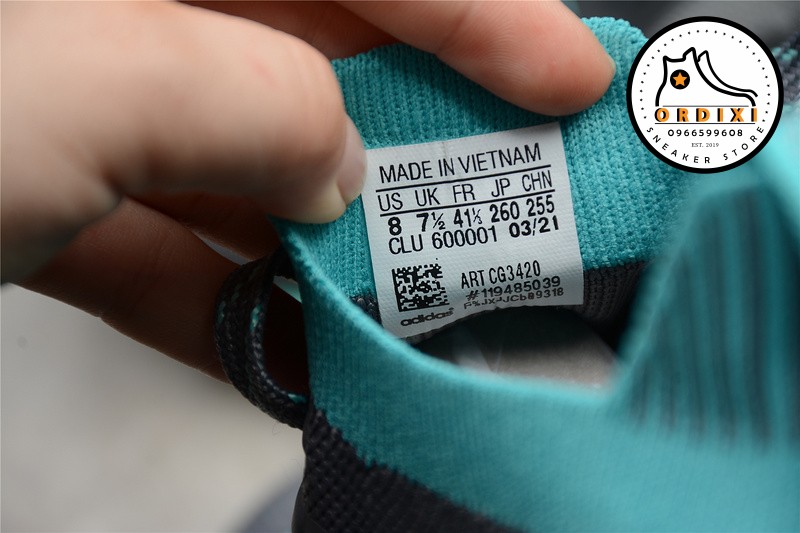 MADE IN VIETNAM
US UK FR JP CHN
8 7½ 41⅓ 260 255
CLU 600001 03/21
ART CG3420
#119485039
adidas
ORDIXI
0966599608
EST. 2019
SNEAKER STORE